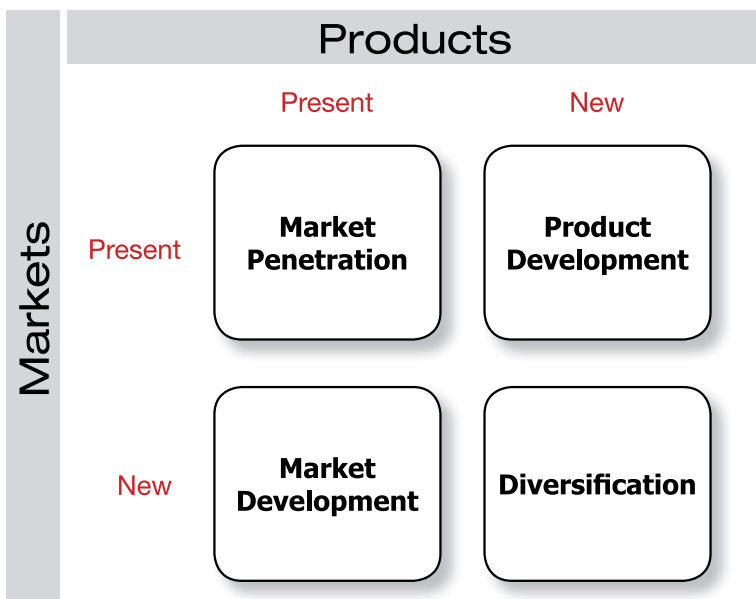 Products
Present
New
Markets
Present
Market
Penetration
Product
Development
New
Market
Development
Diversification